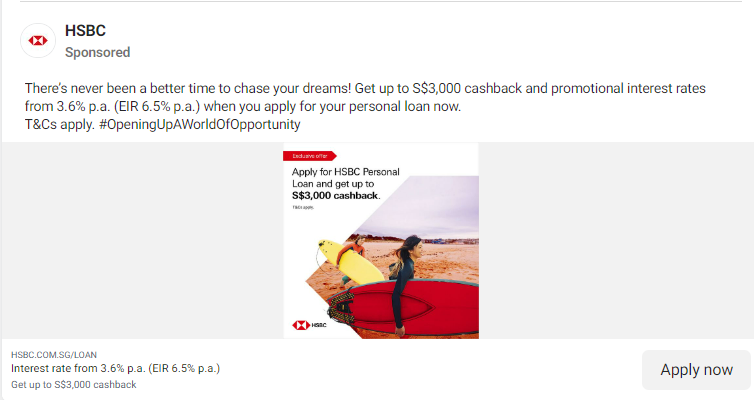 HSBC
Sponsored
There's never been a better time to chase your dreams! Get up to S$3,000 cashback and promotional interest rates
from 3.6% p.a. (EIR 6.5% p.a.) when you apply for your personal loan now.
T&Cs apply. #OpeningUpAWorldOfOpportunity
Exclusive offer
Apply for HSBC Personal
Loan and get up to
S$3,000 cashback.
T&Cs apply.
HSBC
HSBC.COM.SG/LOAN
Interest rate from 3.6% p.a. (EIR 6.5% p.a.)
Get up to S$3,000 cashback
Apply now